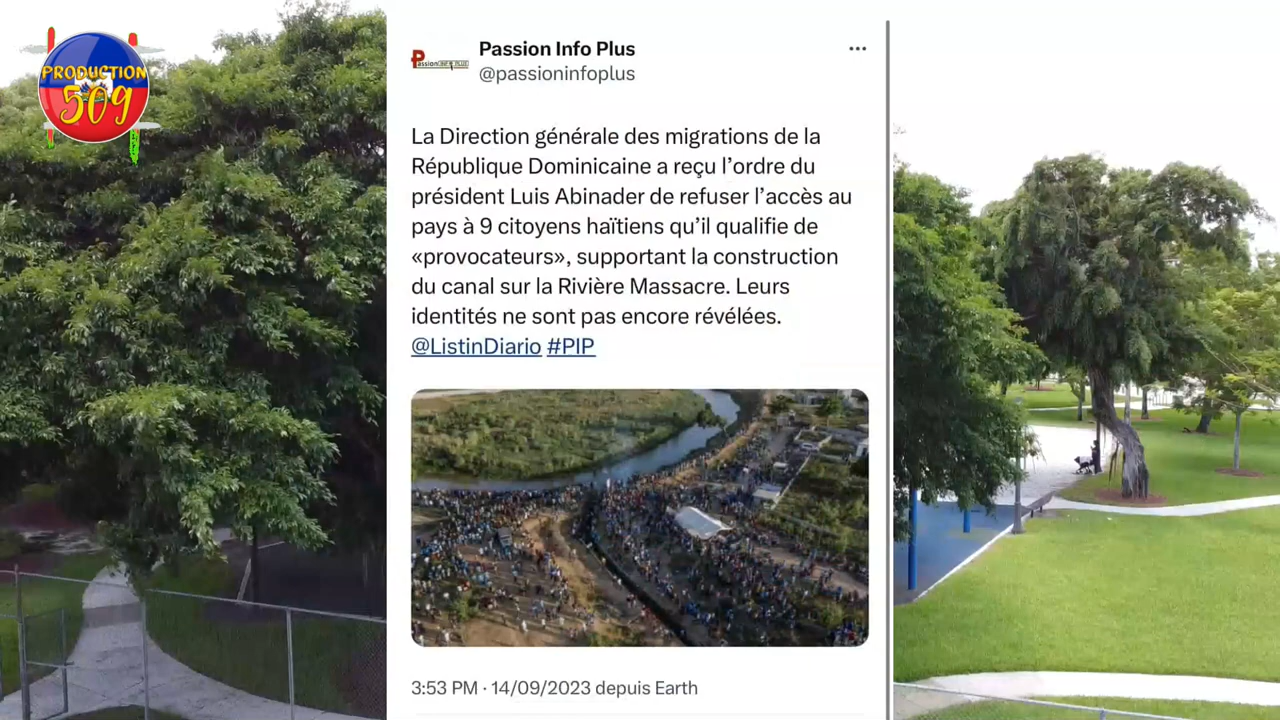 PRODUCTION
509
Passion Info Plus
@passioninfoplus
Passion INFO PLUS
La Direction générale des migrations de la
République Dominicaine a reçu l’ordre du
président Luis Abinader de refuser l’accès au
pays à 9 citoyens haïtiens qu’il qualifie de
«provocateurs», supportant la construction
du canal sur la Rivière Massacre. Leurs
identités ne sont pas encore révélées.
@ListinDiario #PIP
3:53 PM · 14/09/2023 depuis Earth